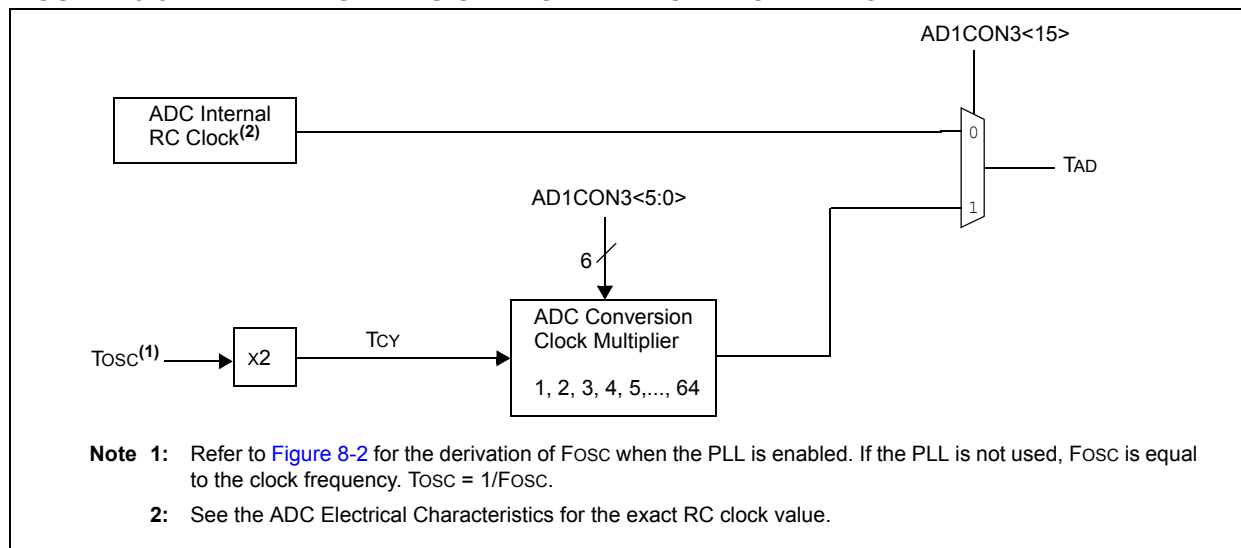 AD1CON3<15>
ADC Internal
RC Clock(2)
0
TAD
AD1CON3<5:0>
1
6
ADC Conversion
Clock Multiplier
TOSC(1)
X2
TCY
1, 2, 3, 4, 5,..., 64
Note 1: Refer to Figure 8-2 for the derivation of FOSC when the PLL is enabled. If the PLL is not used, FOSC is equal
to the clock frequency. TOSC = 1/FOSC.
2: See the ADC Electrical Characteristics for the exact RC clock value.